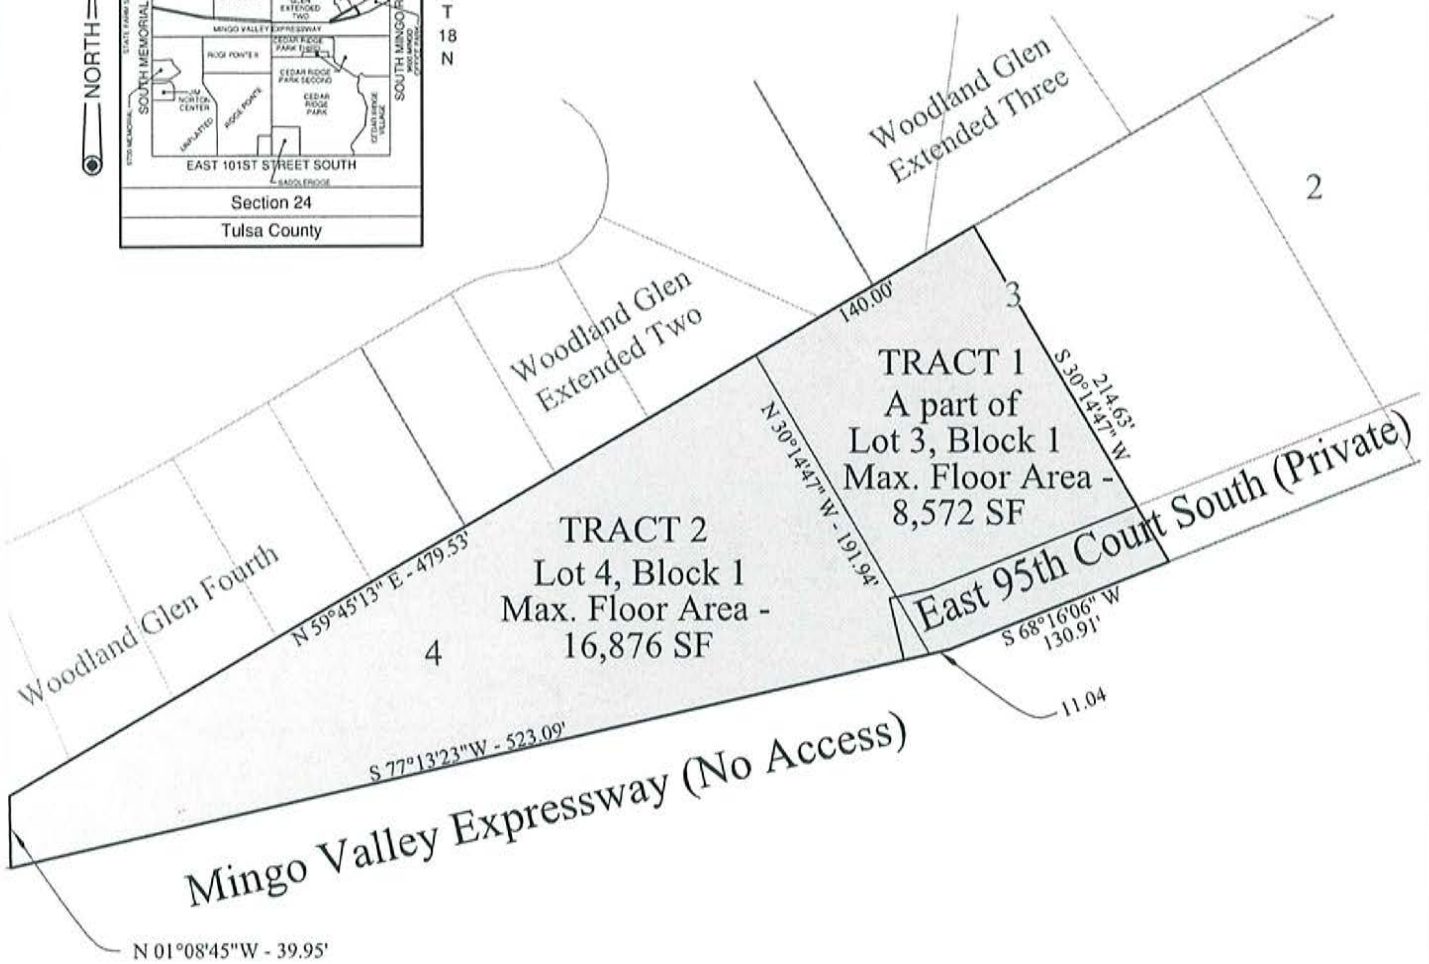 NORTH
SOUTH MEMORIAL
EXTENDED
TWO
MINGO VALLEY EXPRESSWAY
CEDAR RIDGE
PARK THIRD
CEDAR RIDGE
PARK SECOND
JIM
NORTON
CENTER
UNPLATTED
RIDGE POINTE
CEDAR
RIDGE
PARK
CEDAR RIDGE
VILLAGE
EAST 101ST STREET SOUTH
SADDLERIDGE
T
18
N
Section 24
Tulsa County
Woodland Glen
Extended Three
2
3
Woodland Glen
Extended Two
140.00'
TRACT 1
A part of
Lot 3, Block 1
Max. Floor Area -
8,572 SF
214.63'
S 30°14'47" W
N 30°14'47" W - 191.94'
East 95th Court South (Private)
S 68°16'06" W
130.91'
11.04
TRACT 2
Lot 4, Block 1
Max. Floor Area -
16,876 SF
4
N 59°45'13" E - 479.53'
Woodland Glen Fourth
S 77°13'23"W - 523.09'
Mingo Valley Expressway (No Access)
N 01°08'45"W - 39.95'